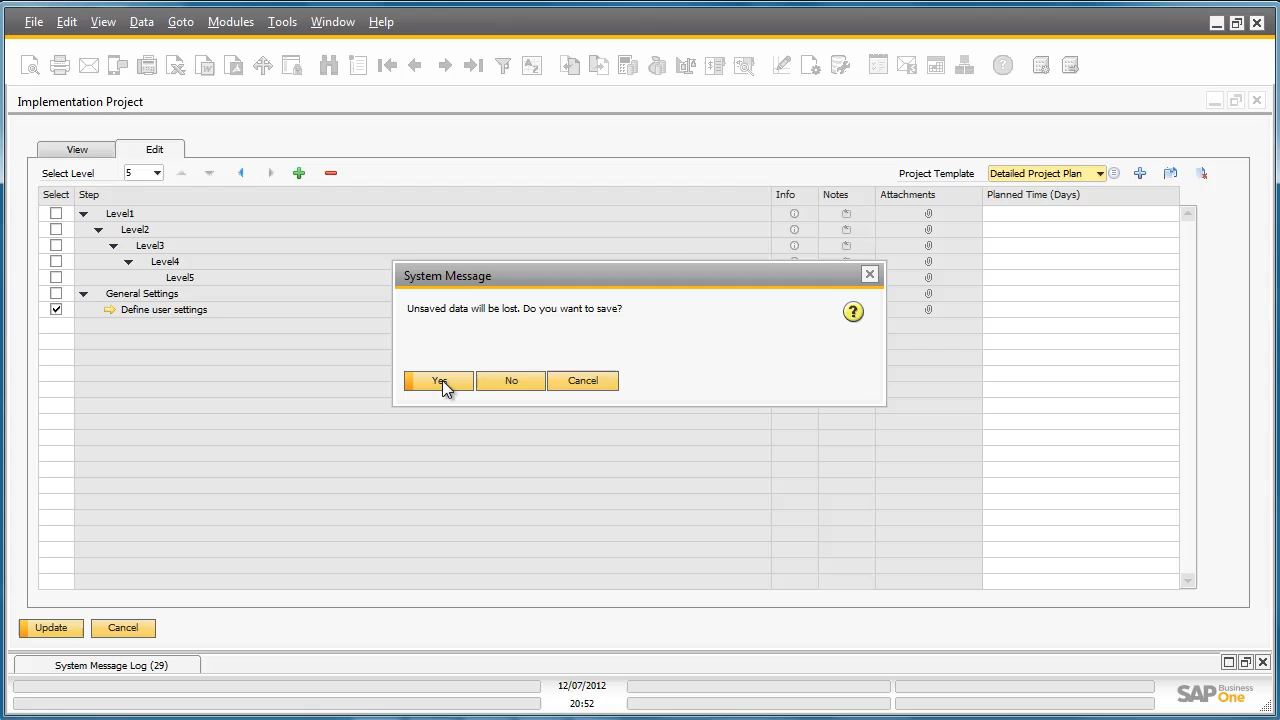 File Edit View Data Goto Modules Tools Window Help
Implementation Project
View Edit
Select Level 5 Project Template Detailed Project Plan
Select Step Info Notes Attachments Planned Time (Days)
Level1
Level2
Level3
Level4
Level5
General Settings
Define user settings
System Message
Unsaved data will be lost. Do you want to save?
?
Yes No Cancel
Update Cancel
System Message Log (29)
12/07/2012
20:52
SAP Business One